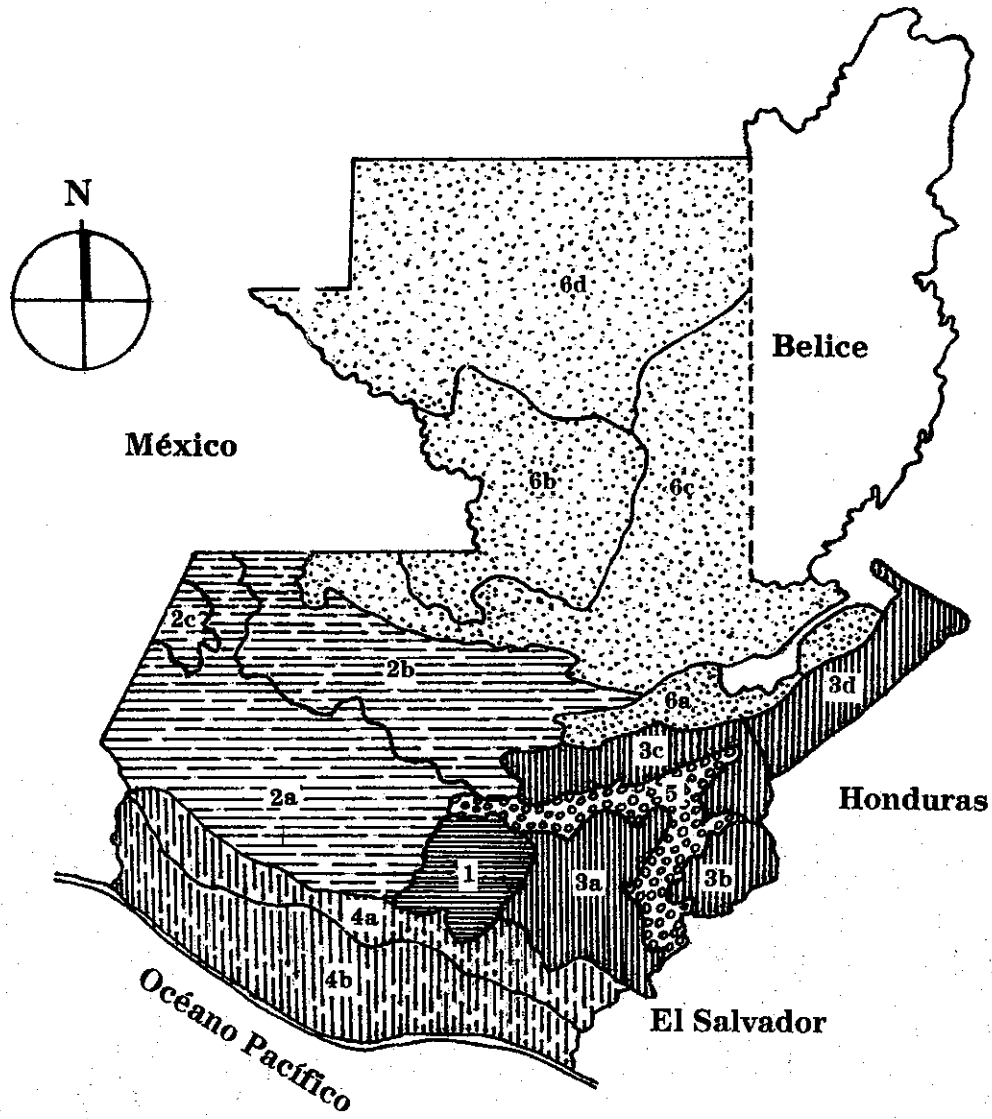 N
6d
Belice
México
6b
6c
2c
2b
6a
3d
3c
2a
5
Honduras
1
3a
3b
4a
4b
Océano Pacífico
El Salvador